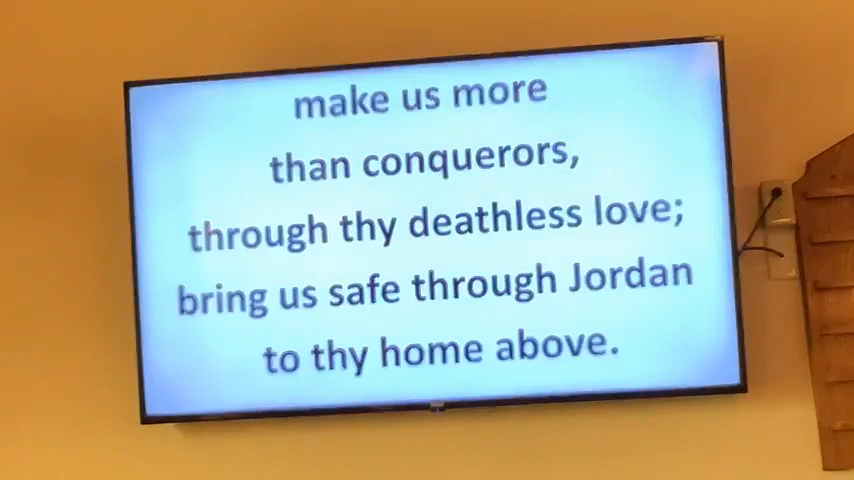 make us more
than conquerors,
through thy deathless love;
bring us safe through Jordan
to thy home above.